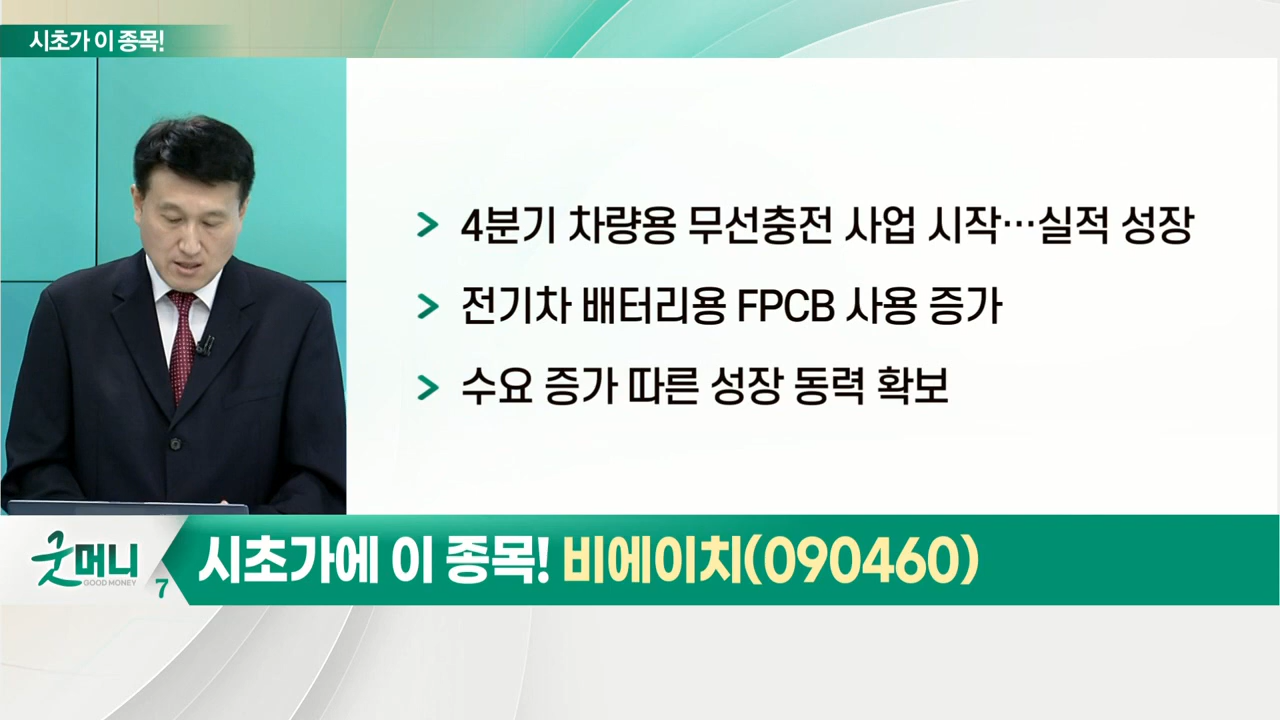 시초가 이 종목!
> 4분기 차량용 무선충전 사업 시작…실적 성장
> 전기차 배터리용 FPCB 사용 증가
> 수요 증가 따른 성장 동력 확보
굿머니
GOOD MONEY
7
시초가에 이 종목! 비에이치(090460)